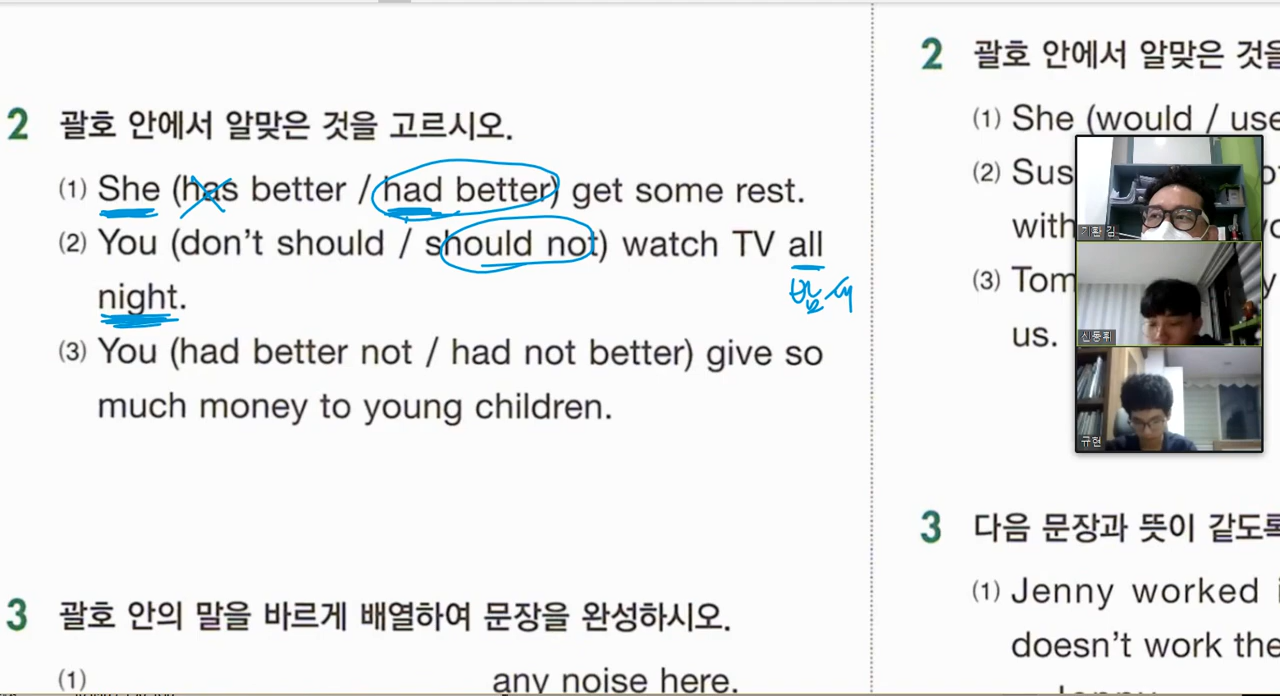 2 괄호 안에서 알맞은 것을 고르시오.
(1) She (has better / had better) get some rest.
(2) You (don't should / should not) watch TV all
밤새
night.
(3) You (had better not / had not better) give so
much money to young children.
3 괄호 안의 말을 바르게 배열하여 문장을 완성하시오.
(1) any noise here.
2 괄호 안에서 알맞은 것을
(1) She (would / use
(2) Sus
with
(3) Tom
us.
3 다음 문장과 뜻이 같도록
(1) Jenny worked
doesn't work the
기환 김
신동휘
규현